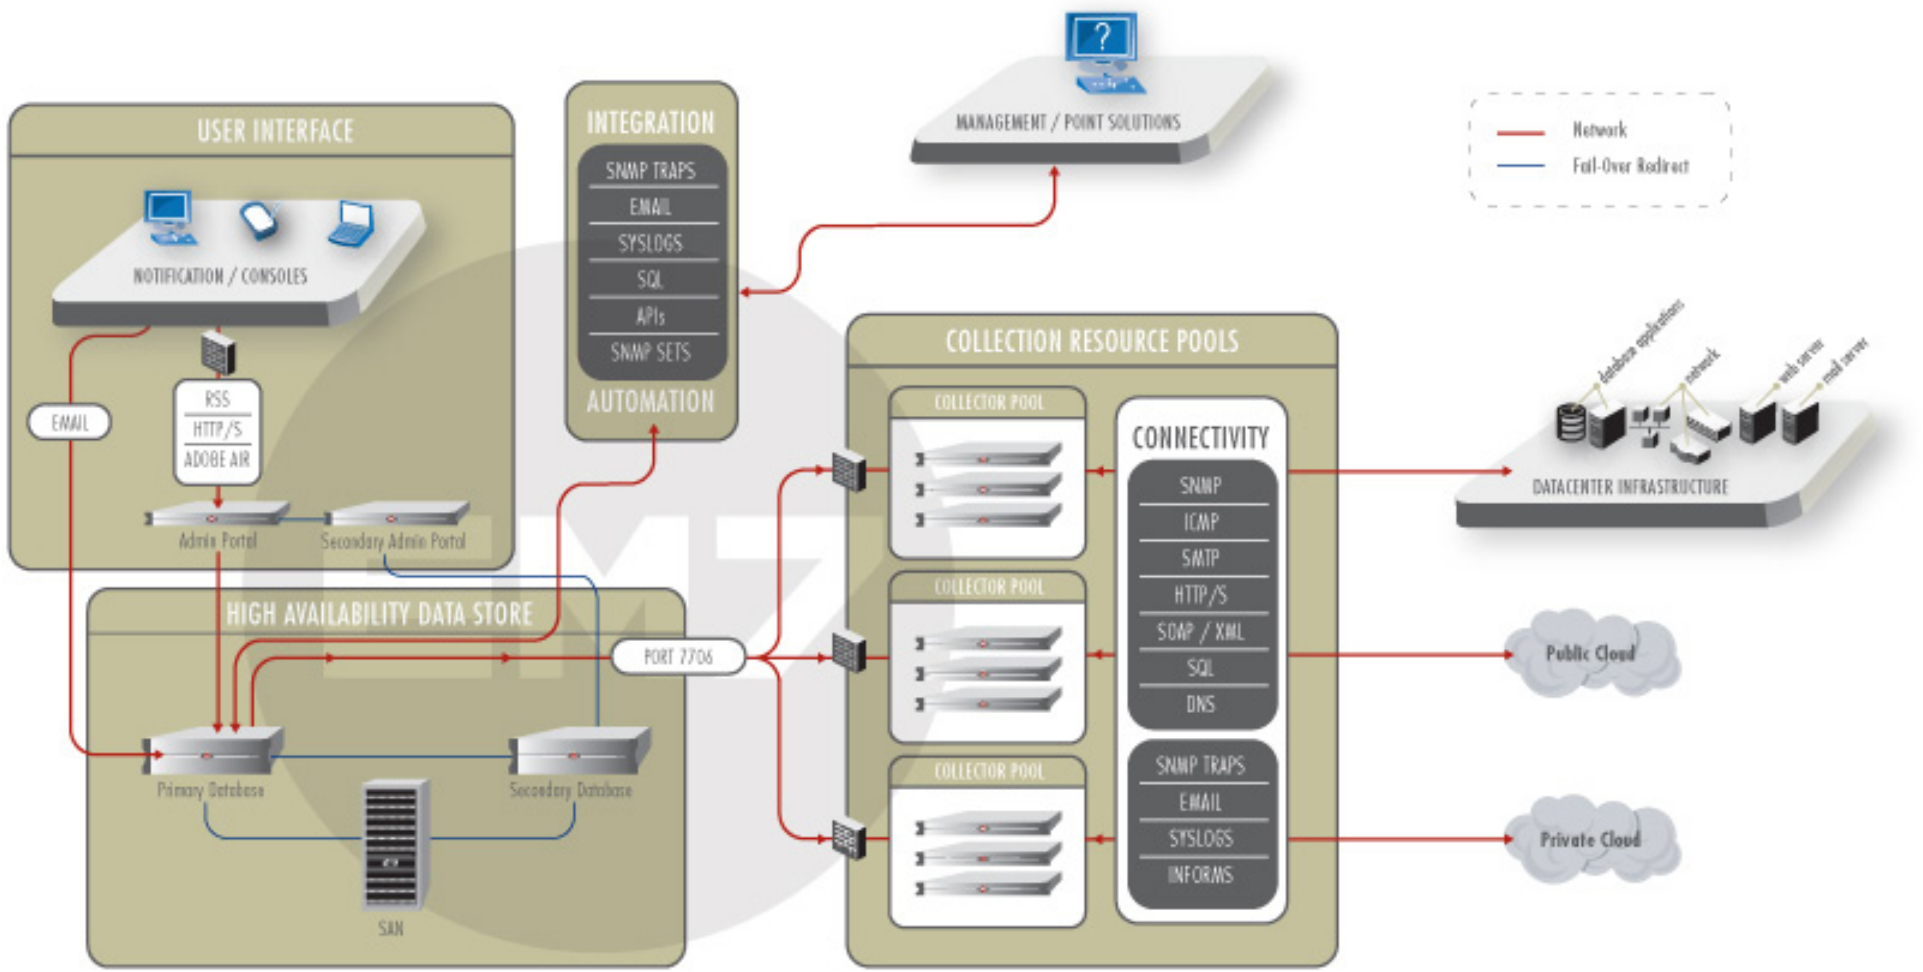 USER INTERFACE
NOTIFICATION / CONSOLES
EMAIL
RSS
HTTP/S
ADOBE AIR
Admin Portal
Secondary Admin Portal
HIGH AVAILABILITY DATA STORE
PORT 7706
Primary Database
Secondary Database
SAN
EM7
INTEGRATION
SNMP TRAPS
EMAIL
SYSLOGS
SQL
APIs
SNMP SETS
AUTOMATION
?
MANAGEMENT / POINT SOLUTIONS
Network
Fail-Over Redirect
COLLECTION RESOURCE POOLS
COLLECTOR POOL
COLLECTOR POOL
COLLECTOR POOL
CONNECTIVITY
SNMP
ICMP
SMTP
HTTP/S
SOAP / XML
SQL
DNS
SNMP TRAPS
EMAIL
SYSLOGS
INFORMS
database applications
network
web server
mail server
DATACENTER INFRASTRUCTURE
Public Cloud
Private Cloud